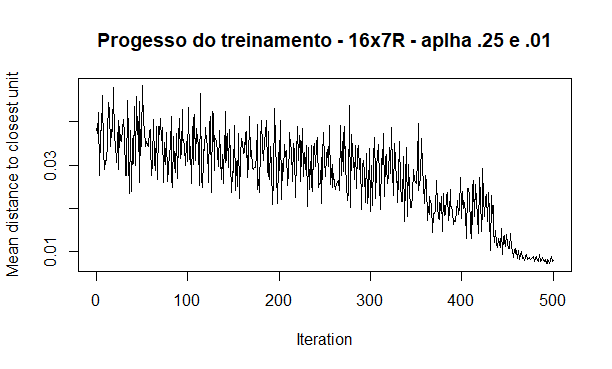 Progesso do treinamento - 16x7R - aplha .25 e .01
Mean distance to closest unit
0.03
0.01
0 100 200 300 400 500
Iteration